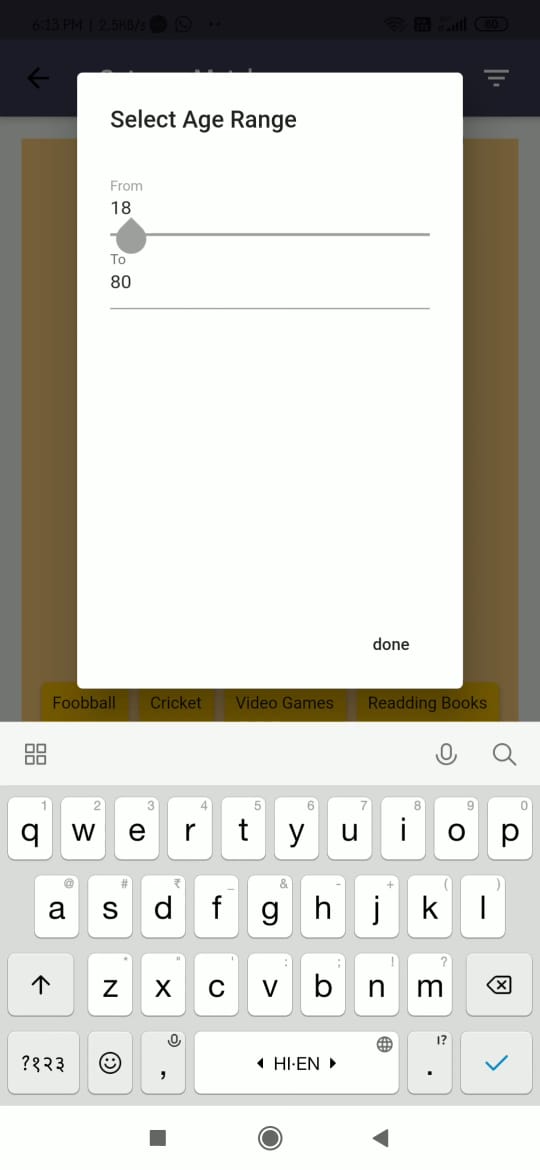 6:13 PM | 2.5KB/s
60
Select Age Range
From
18
To
80
done
Foobball Cricket Video Games Readding Books
1 2 3 4 5 6 7 8 9 0
q w e r t y u i o p
@ # ₹ _ & - + ( )
a s d f g h j k l
* " ' : ; ! ?
z x c v b n m
!?
?१२३ , HI·EN .